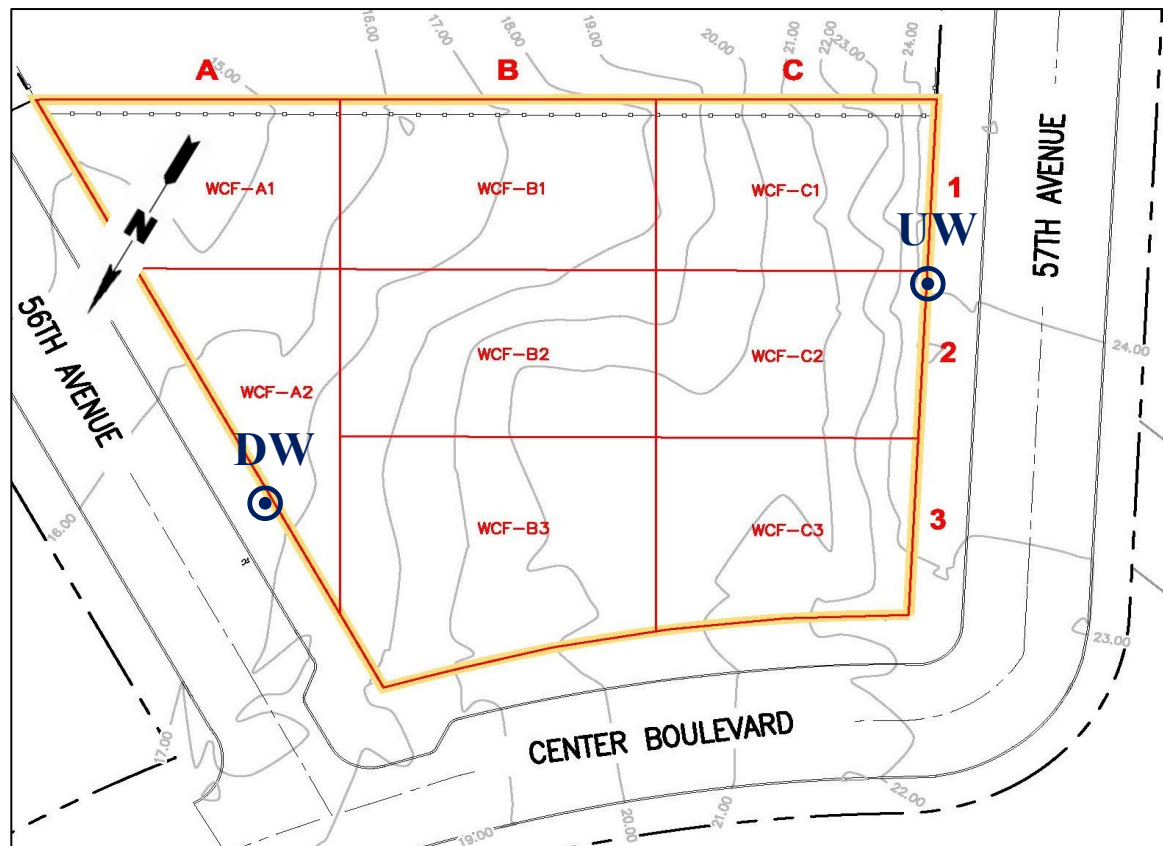 16.00
17.00
18.00
19.00
20.00
21.00
22.00
23.00
24.00
A
B
C
15.00
WCF-A1
WCF-B1
WCF-C1
1
N
UW
57TH AVENUE
56TH AVENUE
WCF-B2
WCF-C2
2
24.00
WCF-A2
DW
WCF-B3
WCF-C3
3
23.00
17.00
CENTER BOULEVARD
22.00
21.00
20.00
19.00